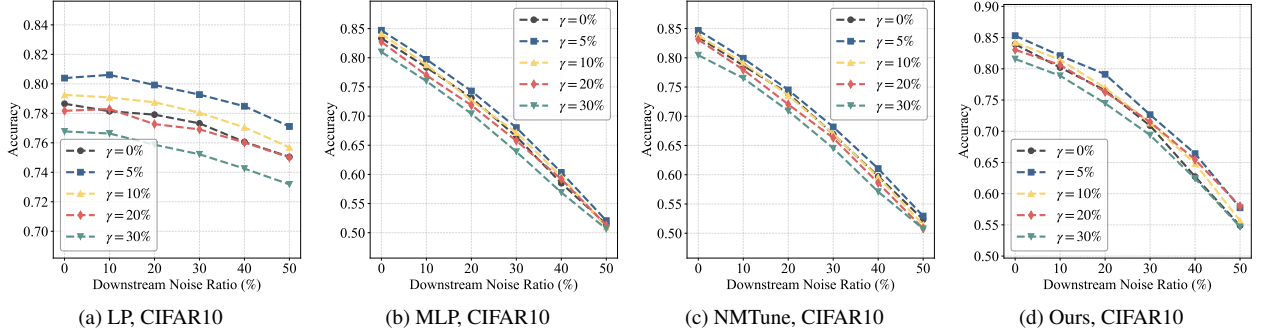 0.84
0.82
0.80
0.78
0.76
0.74
0.72
0.70
Accuracy
γ = 0%
γ = 5%
γ = 10%
γ = 20%
γ = 30%
0 10 20 30 40 50
Downstream Noise Ratio (%)
(a) LP, CIFAR10
0.85
0.80
0.75
0.70
0.65
0.60
0.55
0.50
Accuracy
γ = 0%
γ = 5%
γ = 10%
γ = 20%
γ = 30%
0 10 20 30 40 50
Downstream Noise Ratio (%)
(b) MLP, CIFAR10
0.85
0.80
0.75
0.70
0.65
0.60
0.55
0.50
Accuracy
γ = 0%
γ = 5%
γ = 10%
γ = 20%
γ = 30%
0 10 20 30 40 50
Downstream Noise Ratio (%)
(c) NMTune, CIFAR10
0.90
0.85
0.80
0.75
0.70
0.65
0.60
0.55
0.50
Accuracy
γ = 0%
γ = 5%
γ = 10%
γ = 20%
γ = 30%
0 10 20 30 40 50
Downstream Noise Ratio (%)
(d) Ours, CIFAR10